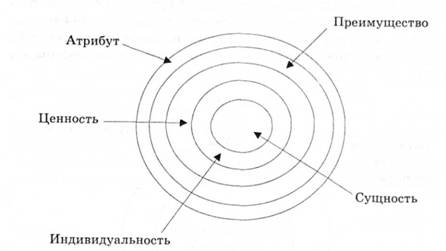 Преимущество
Атрибут
Ценность
Сущность
Индивидуальность